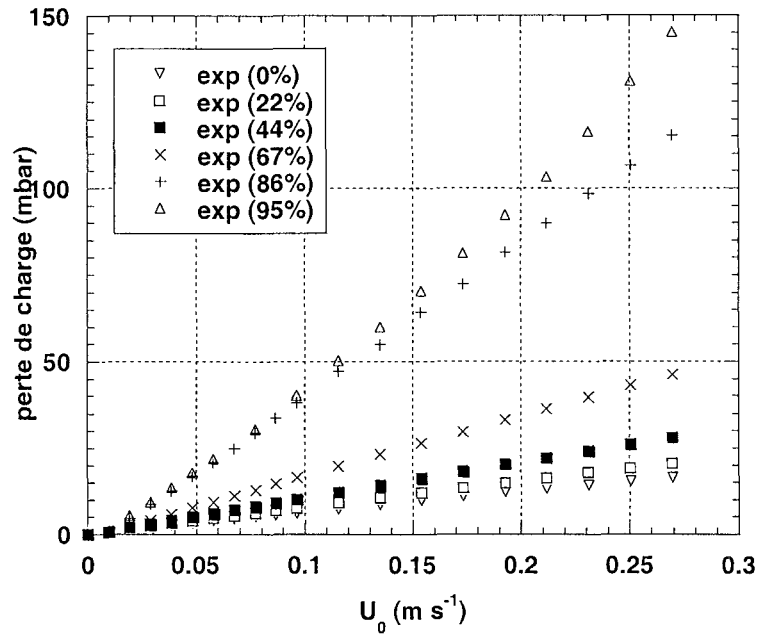 150
100
50
0
perte de charge (mbar)
exp (0%)
exp (22%)
exp (44%)
exp (67%)
exp (86%)
exp (95%)
0 0.05 0.1 0.15 0.2 0.25 0.3
U₀ (m s⁻¹)